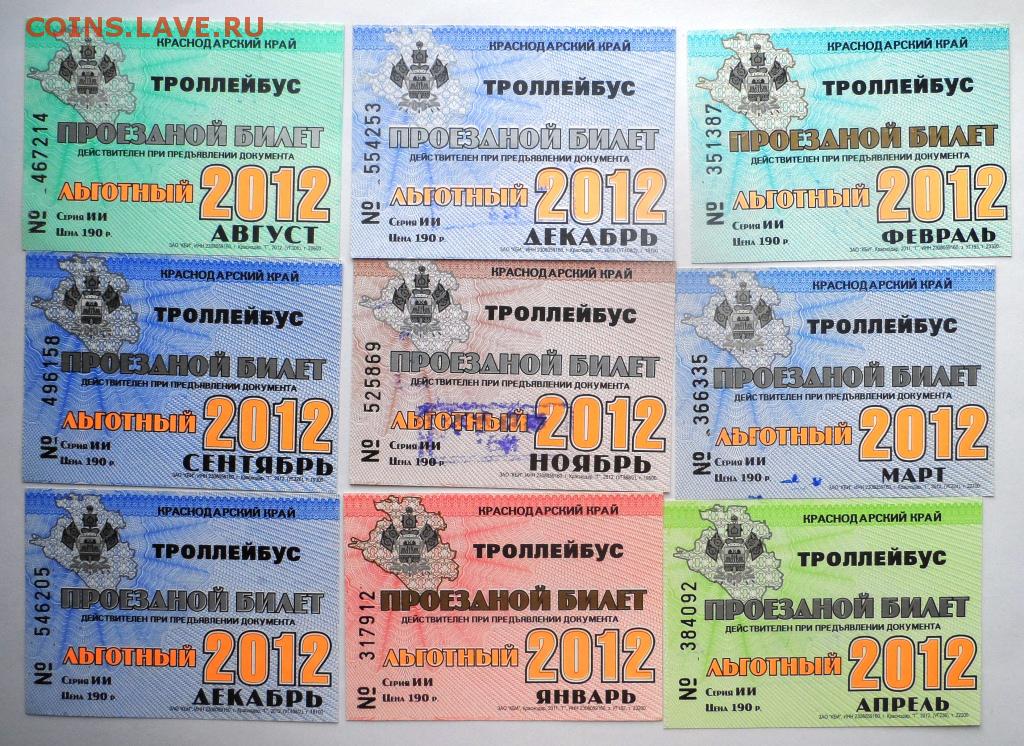 COINS.LAVE.RU
ТРОЛЛЕЙБУС
ПРОЕЗДНОЙ БИЛЕТ
ДЕЙСТВИТЕЛЕН ПРИ ПРЕДЪЯВЛЕНИИ ДОКУМЕНТА
ЛЬГОТНЫЙ 2012
Серия ИИ
Цена 190 р.
АВГУСТ
№ 467214
КРАСНОДАРСКИЙ КРАЙ
ТРОЛЛЕЙБУС
ПРОЕЗДНОЙ БИЛЕТ
ДЕЙСТВИТЕЛЕН ПРИ ПРЕДЪЯВЛЕНИИ ДОКУМЕНТА
ЛЬГОТНЫЙ 2012
Серия ИИ
Цена 190 р.
ДЕКАБРЬ
№ 554253
КРАСНОДАРСКИЙ КРАЙ
ТРОЛЛЕЙБУС
ПРОЕЗДНОЙ БИЛЕТ
ДЕЙСТВИТЕЛЕН ПРИ ПРЕДЪЯВЛЕНИИ ДОКУМЕНТА
ЛЬГОТНЫЙ 2012
Серия ИИ
Цена 190 р.
ФЕВРАЛЬ
№ 351387
КРАСНОДАРСКИЙ КРАЙ
ТРОЛЛЕЙБУС
ПРОЕЗДНОЙ БИЛЕТ
ДЕЙСТВИТЕЛЕН ПРИ ПРЕДЪЯВЛЕНИИ ДОКУМЕНТА
ЛЬГОТНЫЙ 2012
Серия ИИ
Цена 190 р.
СЕНТЯБРЬ
№ 496158
КРАСНОДАРСКИЙ КРАЙ
ТРОЛЛЕЙБУС
ПРОЕЗДНОЙ БИЛЕТ
ДЕЙСТВИТЕЛЕН ПРИ ПРЕДЪЯВЛЕНИИ ДОКУМЕНТА
ЛЬГОТНЫЙ 2012
Серия ИИ
Цена 190 р.
НОЯБРЬ
№ 525869
КРАСНОДАРСКИЙ КРАЙ
ТРОЛЛЕЙБУС
ПРОЕЗДНОЙ БИЛЕТ
ДЕЙСТВИТЕЛЕН ПРИ ПРЕДЪЯВЛЕНИИ ДОКУМЕНТА
ЛЬГОТНЫЙ 2012
Серия ИИ
Цена 190 р.
МАРТ
№ 366335
КРАСНОДАРСКИЙ КРАЙ
ТРОЛЛЕЙБУС
ПРОЕЗДНОЙ БИЛЕТ
ДЕЙСТВИТЕЛЕН ПРИ ПРЕДЪЯВЛЕНИИ ДОКУМЕНТА
ЛЬГОТНЫЙ 2012
Серия ИИ
Цена 190 р.
ДЕКАБРЬ
№ 546205
КРАСНОДАРСКИЙ КРАЙ
ТРОЛЛЕЙБУС
ПРОЕЗДНОЙ БИЛЕТ
ДЕЙСТВИТЕЛЕН ПРИ ПРЕДЪЯВЛЕНИИ ДОКУМЕНТА
ЛЬГОТНЫЙ 2012
Серия ИИ
Цена 190 р.
ЯНВАРЬ
№ 317912
КРАСНОДАРСКИЙ КРАЙ
ТРОЛЛЕЙБУС
ПРОЕЗДНОЙ БИЛЕТ
ДЕЙСТВИТЕЛЕН ПРИ ПРЕДЪЯВЛЕНИИ ДОКУМЕНТА
ЛЬГОТНЫЙ 2012
Серия ИИ
Цена 190 р.
АПРЕЛЬ
№ 384092